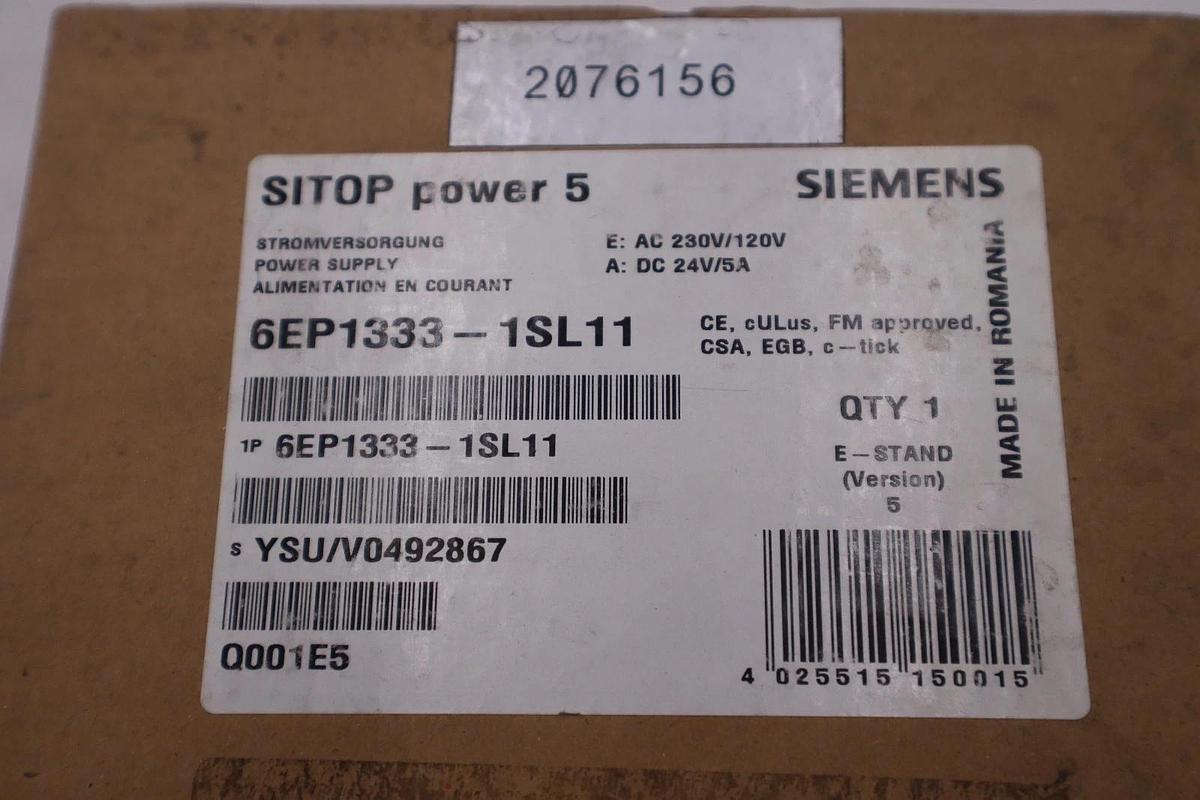 2076156
SITOP power 5
SIEMENS
STROMVERSORGUNG
POWER SUPPLY
ALIMENTATION EN COURANT
E: AC 230V/120V
A: DC 24V/5A
6EP1333-1SL11
CE, cULus, FM approved,
CSA, EGB, c-tick
MADE IN ROMANIA
1P 6EP1333-1SL11
QTY 1
E-STAND
(Version)
5
S YSU/V0492867
Q001E5
4 025515 150015